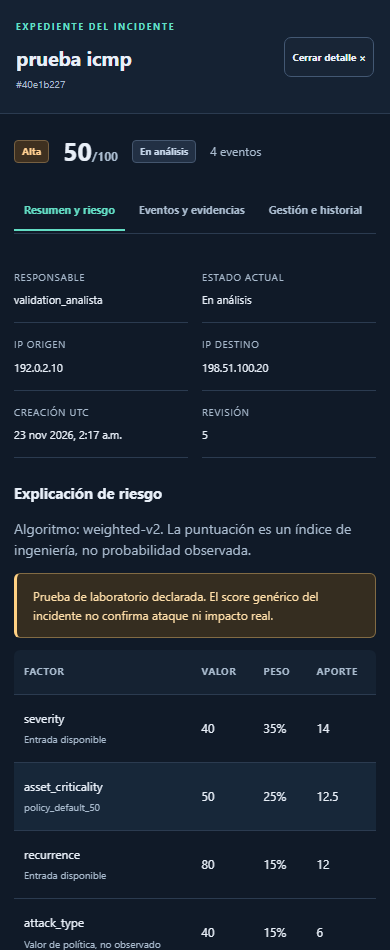 EXPEDIENTE DEL INCIDENTE
prueba icmp
#40e1b227
Cerrar detalle ×
Alta 50/100 En análisis 4 eventos
Resumen y riesgo Eventos y evidencias Gestión e historial
RESPONSABLE ESTADO ACTUAL
validation_analista En análisis
IP ORIGEN IP DESTINO
192.0.2.10 198.51.100.20
CREACIÓN UTC REVISIÓN
23 nov 2026, 2:17 a.m. 5
Explicación de riesgo
Algoritmo: weighted-v2. La puntuación es un índice de
ingeniería, no probabilidad observada.
Prueba de laboratorio declarada. El score genérico del
incidente no confirma ataque ni impacto real.
FACTOR VALOR PESO APORTE
severity 40 35% 14
Entrada disponible
asset_criticality 50 25% 12.5
policy_default_50
recurrence 80 15% 12
Entrada disponible
attack_type 40 15% 6
Valor de política, no observado